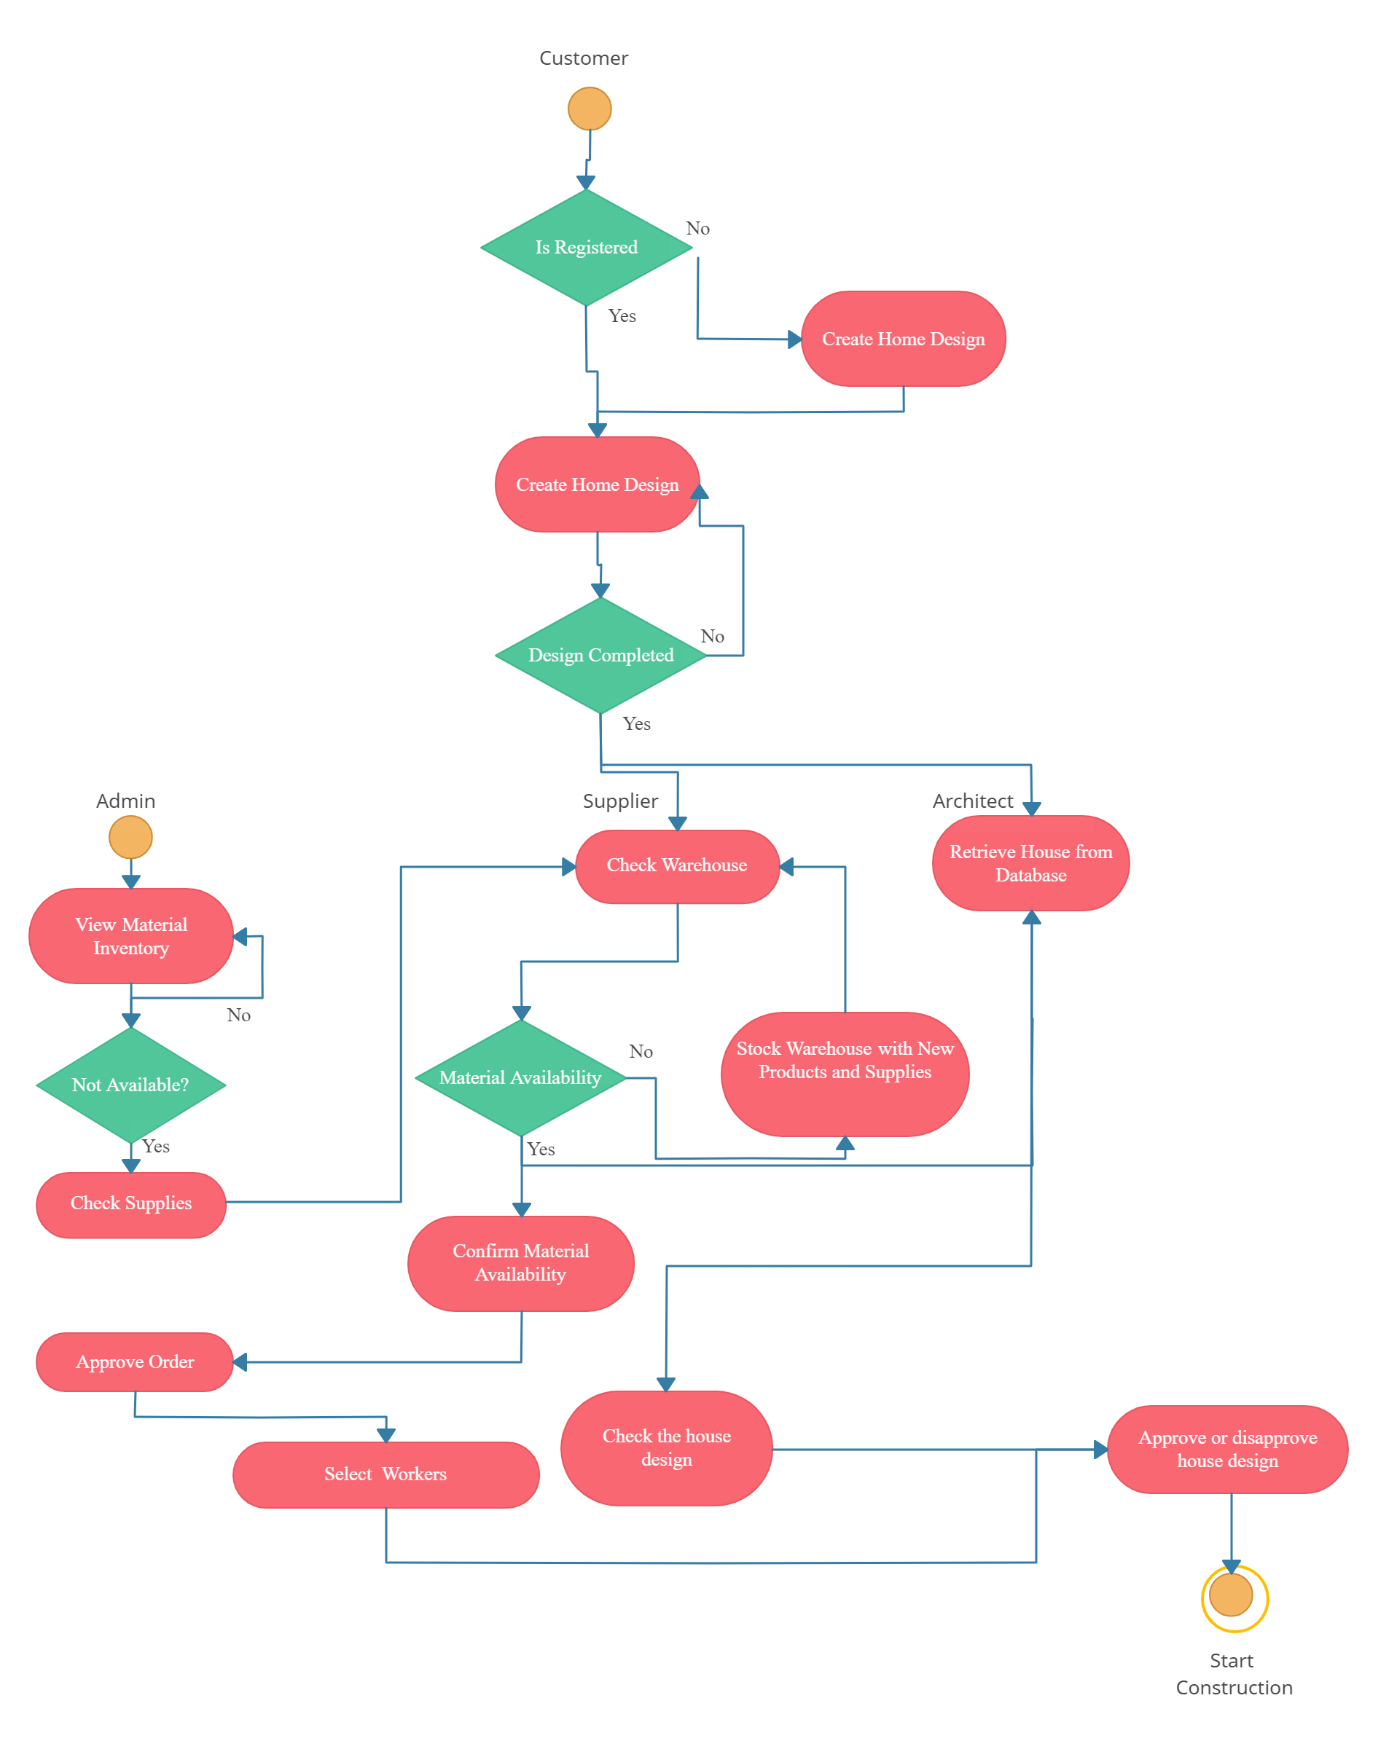 Customer
Is Registered
No
Yes
Create Home Design
Create Home Design
Design Completed
No
Yes
Admin
Supplier
Architect
Check Warehouse
Retrieve House from
Database
View Material
Inventory
No
Not Available?
Yes
Check Supplies
Material Availability
No
Yes
Stock Warehouse with New
Products and Supplies
Confirm Material
Availability
Approve Order
Select  Workers
Check the house
design
Approve or disapprove
house design
Start
Construction